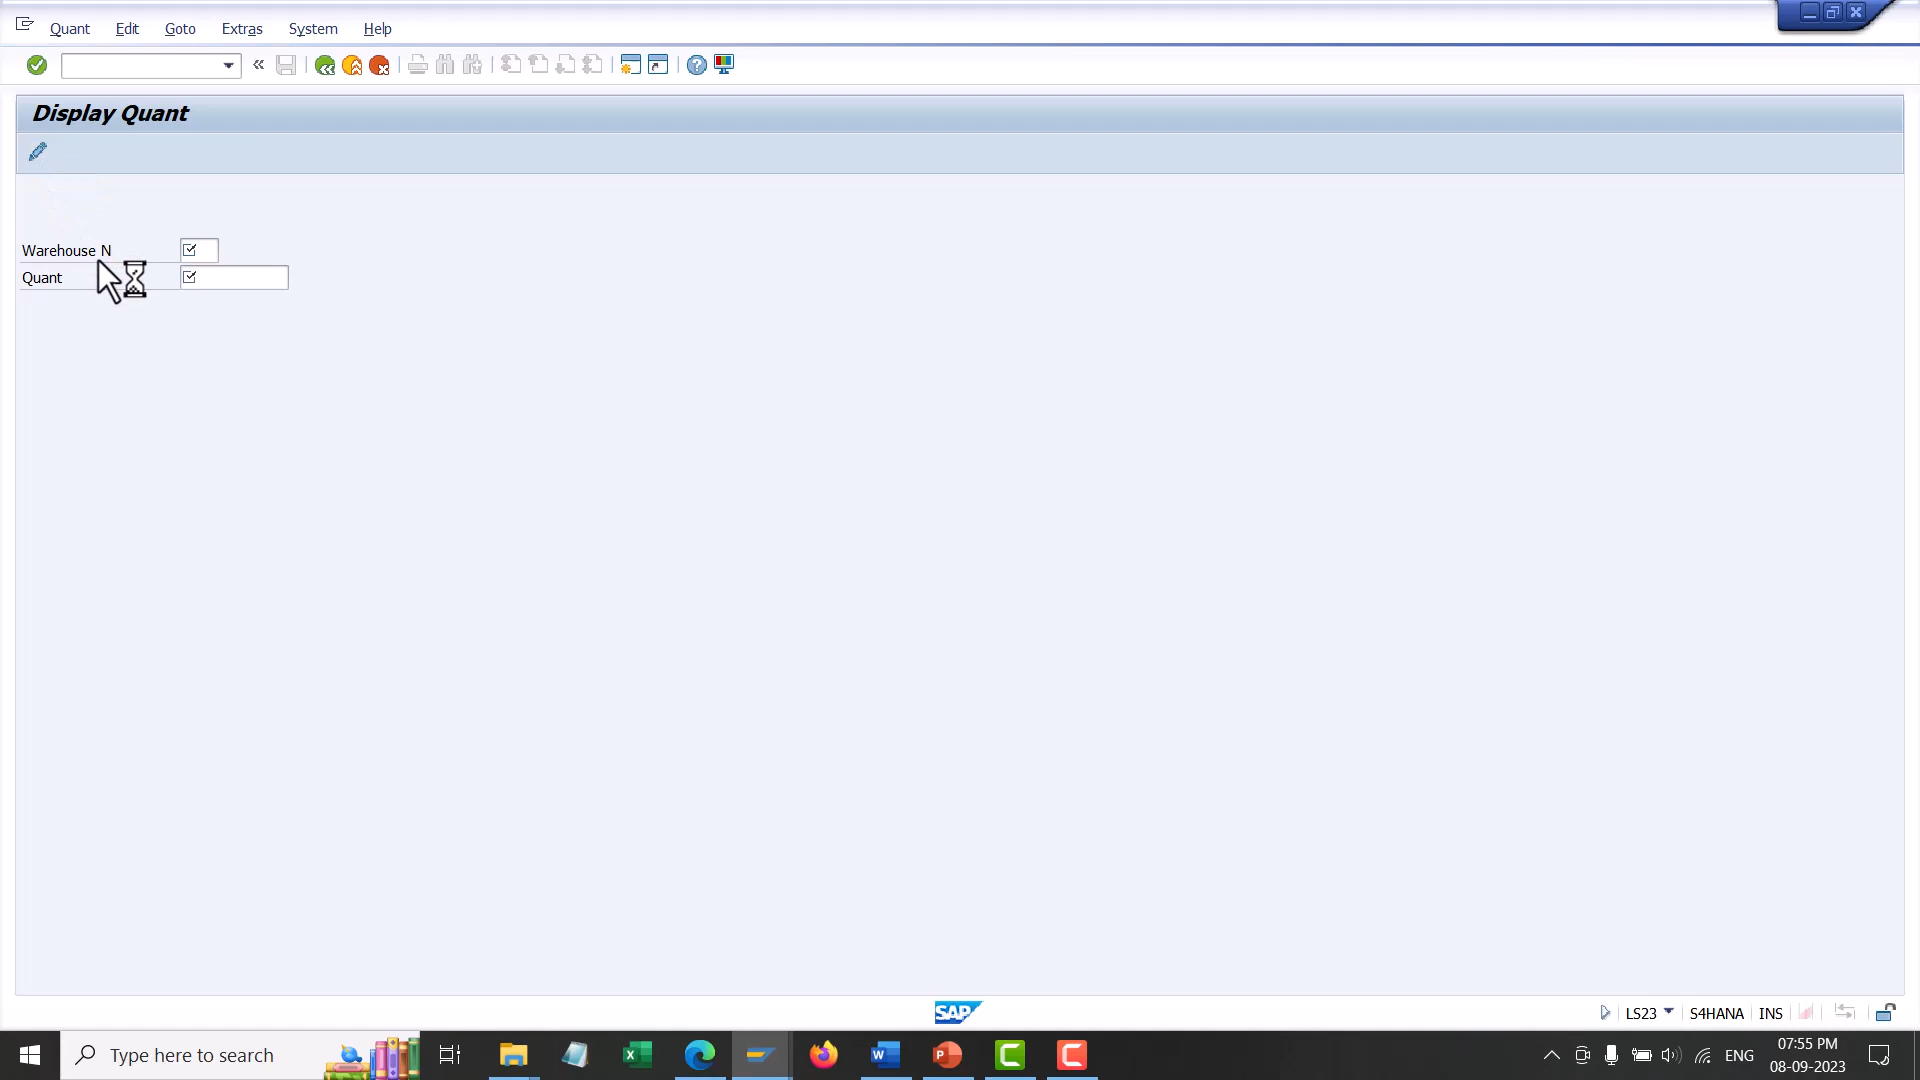 Quant Edit Goto Extras System Help
Display Quant
Warehouse N
Quant
SAP
LS23 S4HANA INS
Type here to search
ENG
07:55 PM
08-09-2023